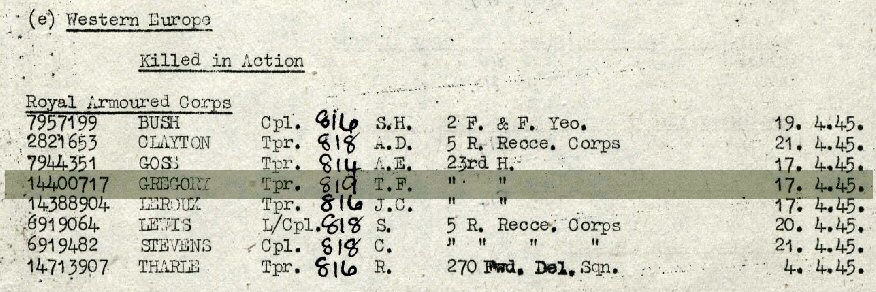 (e) Western Europe
Killed in Action
Royal Armoured Corps
7957199 BUSH Cpl. 816 S.H. 2 F. & F. Yeo. 19. 4.45.
2821653 CLAYTON Tpr. 818 A.D. 5 R. Recce. Corps 21. 4.45.
7944351 GOSS Tpr. 814 A.E. 23rd H. 17. 4.45.
14400717 GREGORY Tpr. 819 T.F. " " 17. 4.45.
14388904 LEROUX Tpr. 816 J.C. " " 17. 4.45.
6919064 LEWIS L/Cpl. 818 S. 5 R. Recce. Corps 20. 4.45.
6919482 STEVENS Cpl. 818 C. " " " " 21. 4.45.
14713907 THARLE Tpr. 816 R. 270 Fwd. Del. Sqn. 4. 4.45.